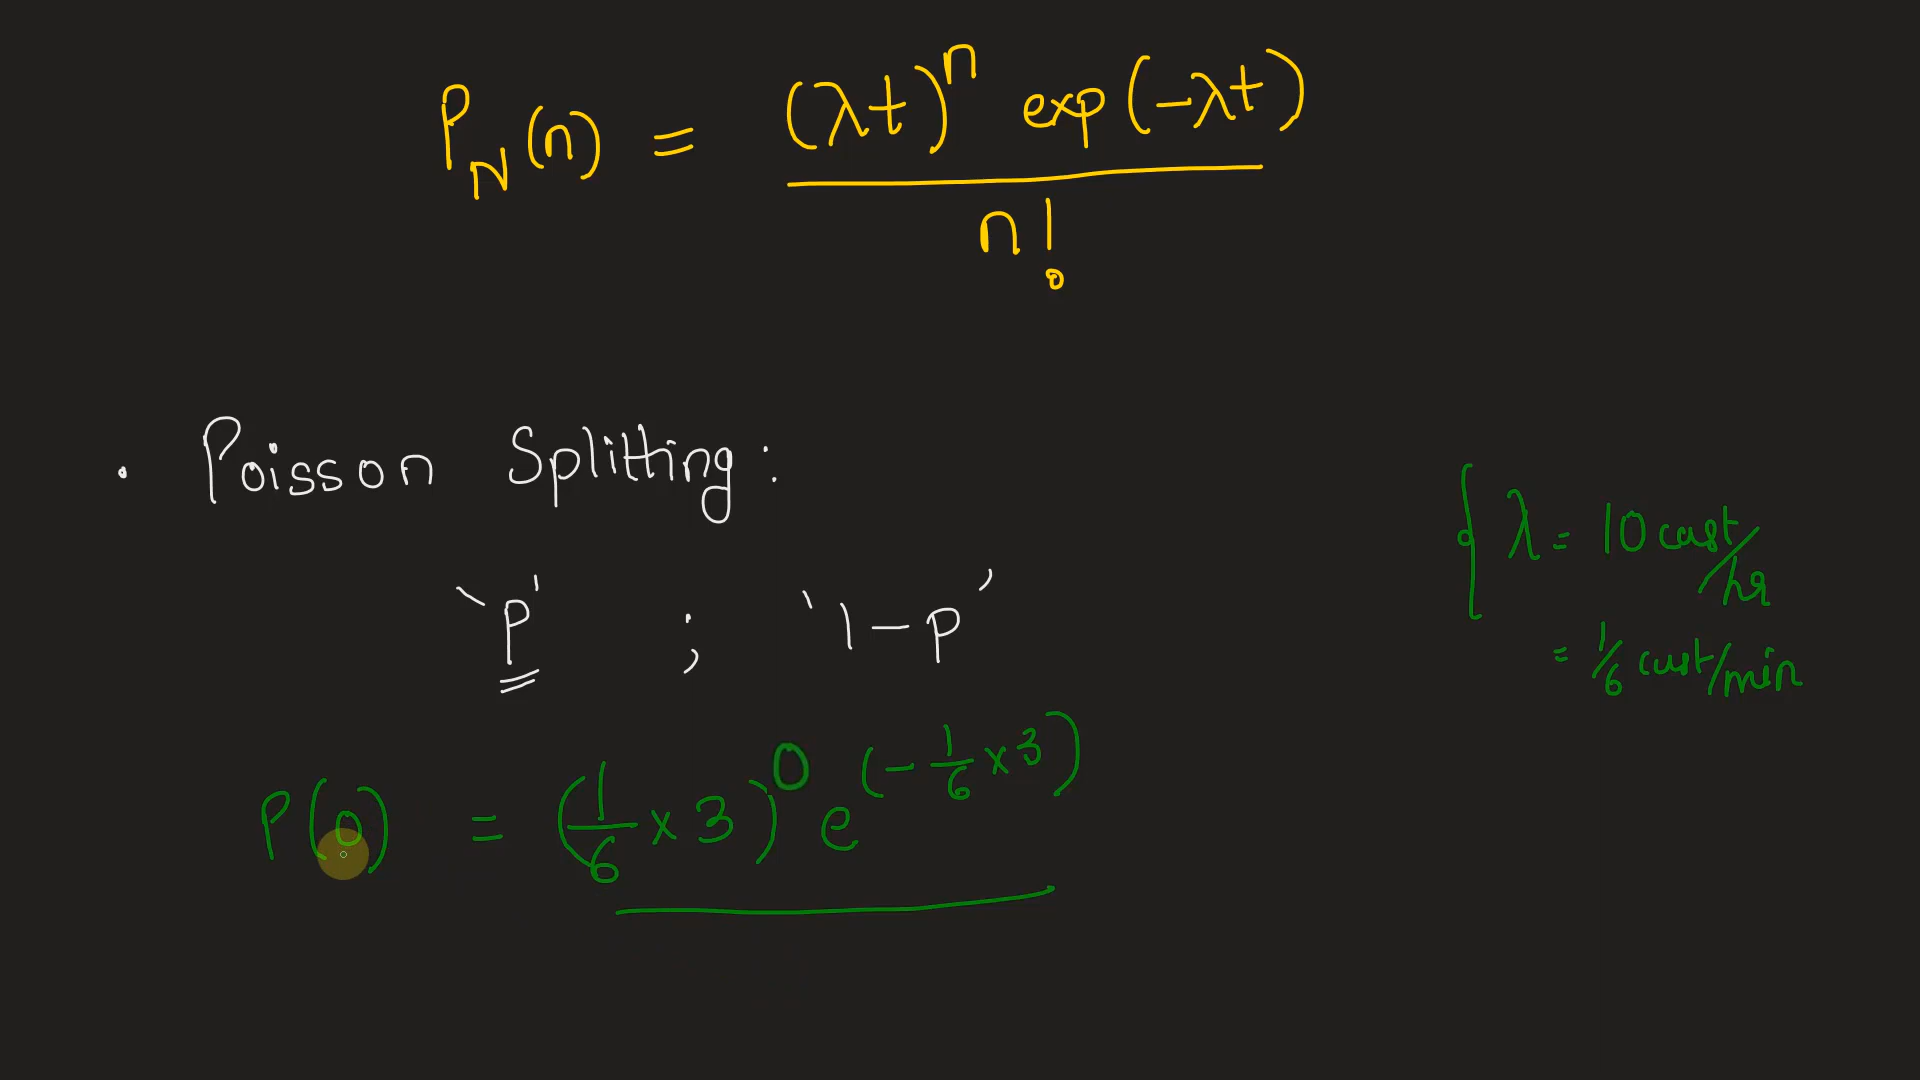 P_N(n) = (λt)^n exp(-λt)
n!
. Poisson Splitting:
'p' ; '1-p'
{ λ = 10 cust/hr
= 1/6 cust/min
P(0) = (1/6 × 3)^0 e^(-1/6 × 3)